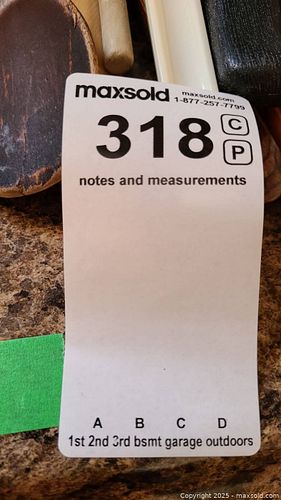 maxsold
maxsold.com
1-877-257-7799
318
C
P
notes and measurements
A B C D
1st 2nd 3rd bsmt garage outdoors
Copyright 2025 - maxsold.com